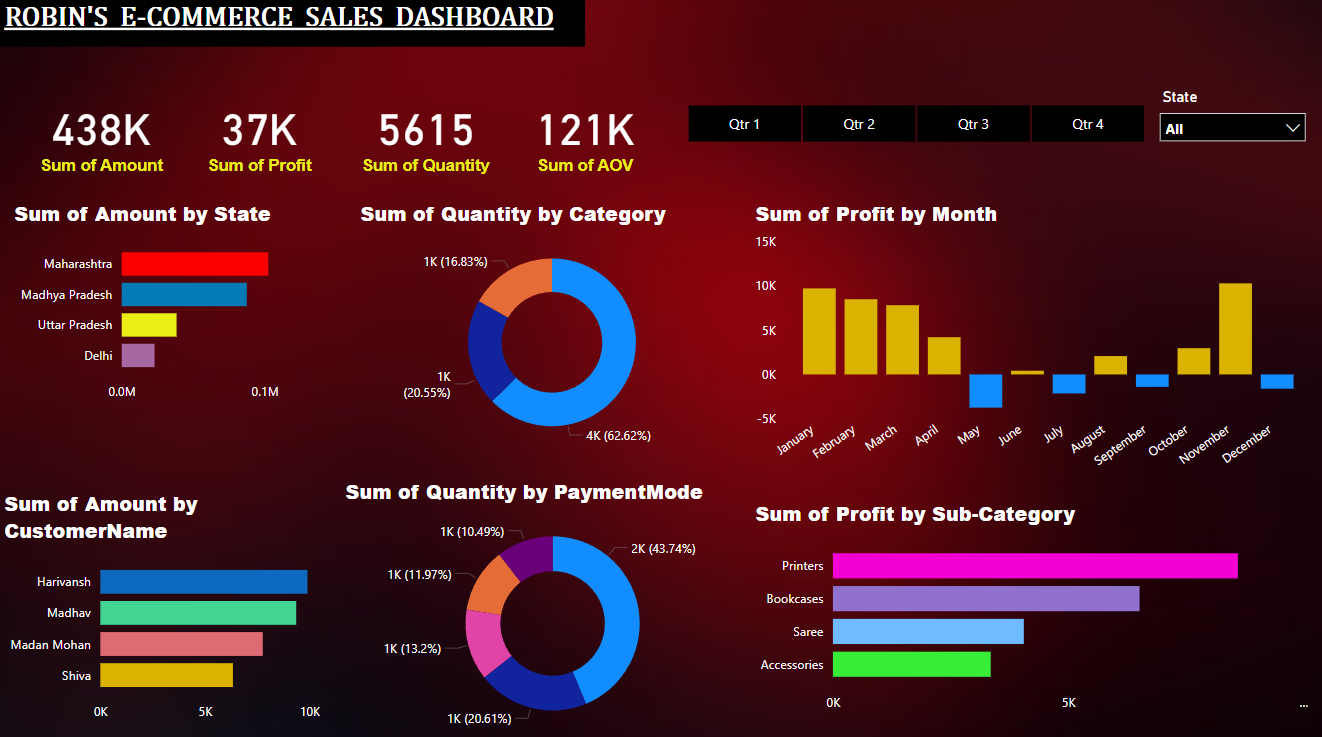 ROBIN'S E-COMMERCE SALES DASHBOARD
438K
Sum of Amount
37K
Sum of Profit
5615
Sum of Quantity
121K
Sum of AOV
Qtr 1
Qtr 2
Qtr 3
Qtr 4
State
All
Sum of Amount by State
Maharashtra
Madhya Pradesh
Uttar Pradesh
Delhi
0.0M
0.1M
Sum of Quantity by Category
1K (16.83%)
1K
(20.55%)
4K (62.62%)
Sum of Profit by Month
15K
10K
5K
0K
-5K
January
February
March
April
May
June
July
August
September
October
November
December
Sum of Amount by
CustomerName
Harivansh
Madhav
Madan Mohan
Shiva
0K
5K
10K
Sum of Quantity by PaymentMode
1K (10.49%)
2K (43.74%)
1K (11.97%)
1K (13.2%)
1K (20.61%)
Sum of Profit by Sub-Category
Printers
Bookcases
Saree
Accessories
0K
5K
...